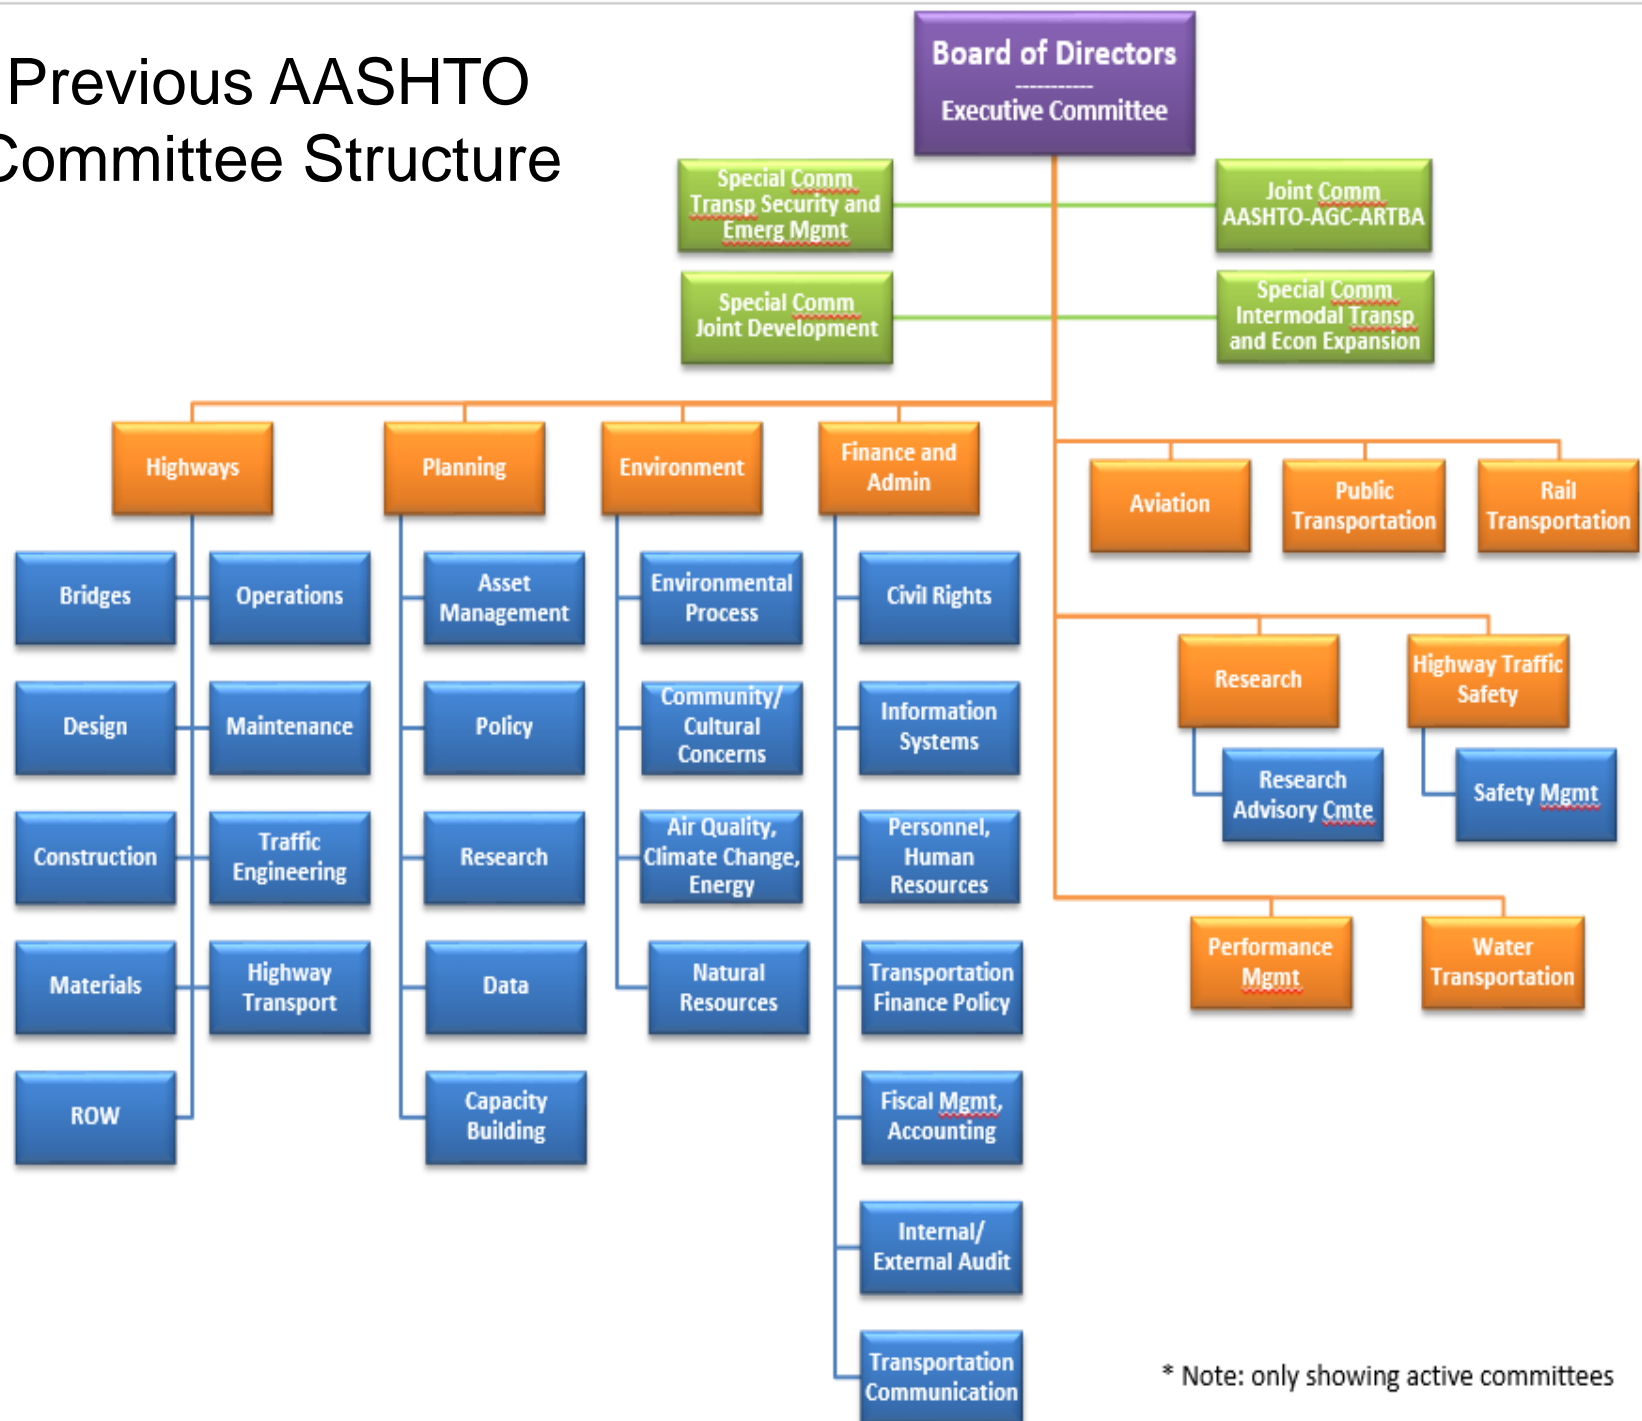 Previous AASHTO
Committee Structure
Board of Directors
-----------
Executive Committee
Special Comm
Transp Security and
Emerg Mgmt
Joint Comm
AASHTO-AGC-ARTBA
Special Comm
Joint Development
Special Comm
Intermodal Transp
and Econ Expansion
Highways
Planning
Environment
Finance and
Admin
Aviation
Public
Transportation
Rail
Transportation
Bridges
Operations
Asset
Management
Environmental
Process
Civil Rights
Research
Highway Traffic
Safety
Design
Maintenance
Policy
Community/
Cultural
Concerns
Information
Systems
Research
Advisory Cmte
Safety Mgmt
Construction
Traffic
Engineering
Research
Air Quality,
Climate Change,
Energy
Personnel,
Human
Resources
Materials
Highway
Transport
Data
Natural
Resources
Transportation
Finance Policy
Performance
Mgmt
Water
Transportation
ROW
Capacity
Building
Fiscal Mgmt,
Accounting
Internal/
External Audit
Transportation
Communication
* Note: only showing active committees